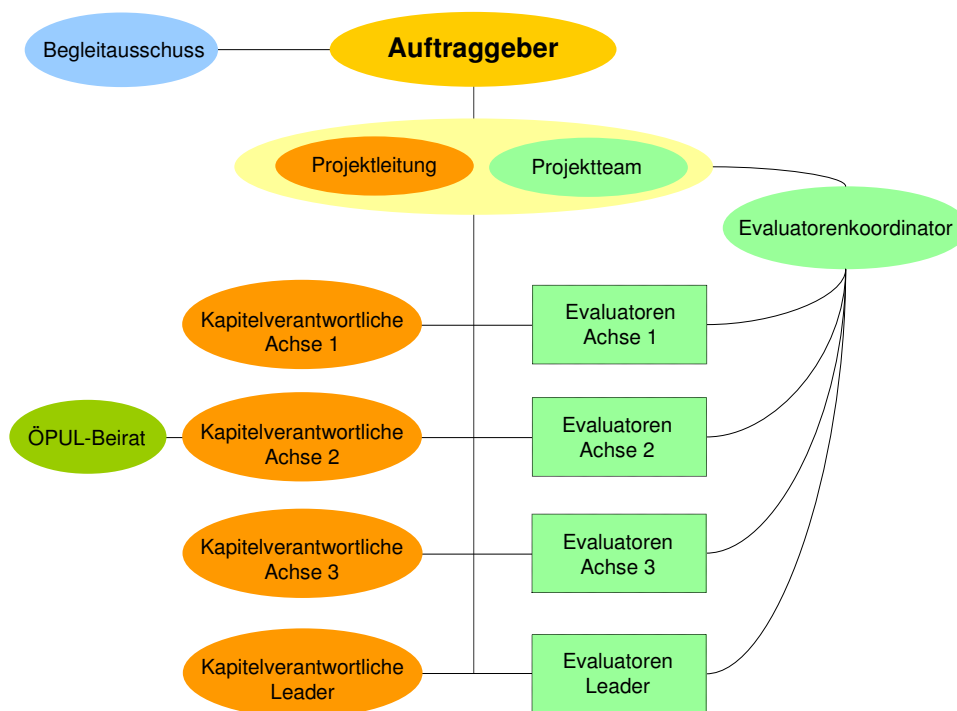 Begleitausschuss
Auftraggeber
Projektleitung
Projektteam
Evaluatorenkoordinator
Kapitelverantwortliche
Achse 1
Evaluatoren
Achse 1
ÖPUL-Beirat
Kapitelverantwortliche
Achse 2
Evaluatoren
Achse 2
Kapitelverantwortliche
Achse 3
Evaluatoren
Achse 3
Kapitelverantwortliche
Leader
Evaluatoren
Leader